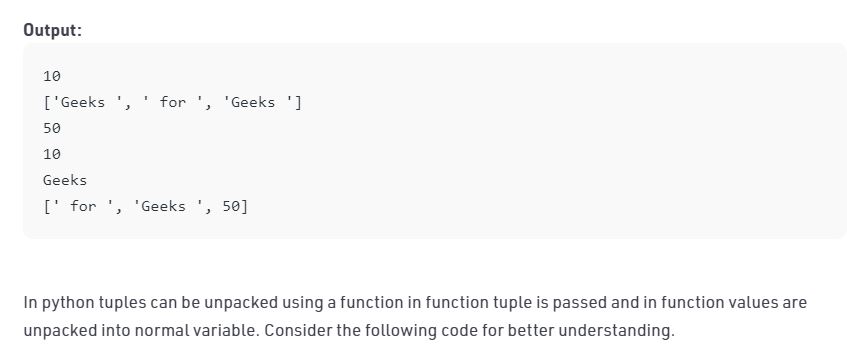 Output:
10
['Geeks ', ' for ', 'Geeks ']
50
10
Geeks
[' for ', 'Geeks ', 50]
In python tuples can be unpacked using a function in function tuple is passed and in function values are
unpacked into normal variable. Consider the following code for better understanding.